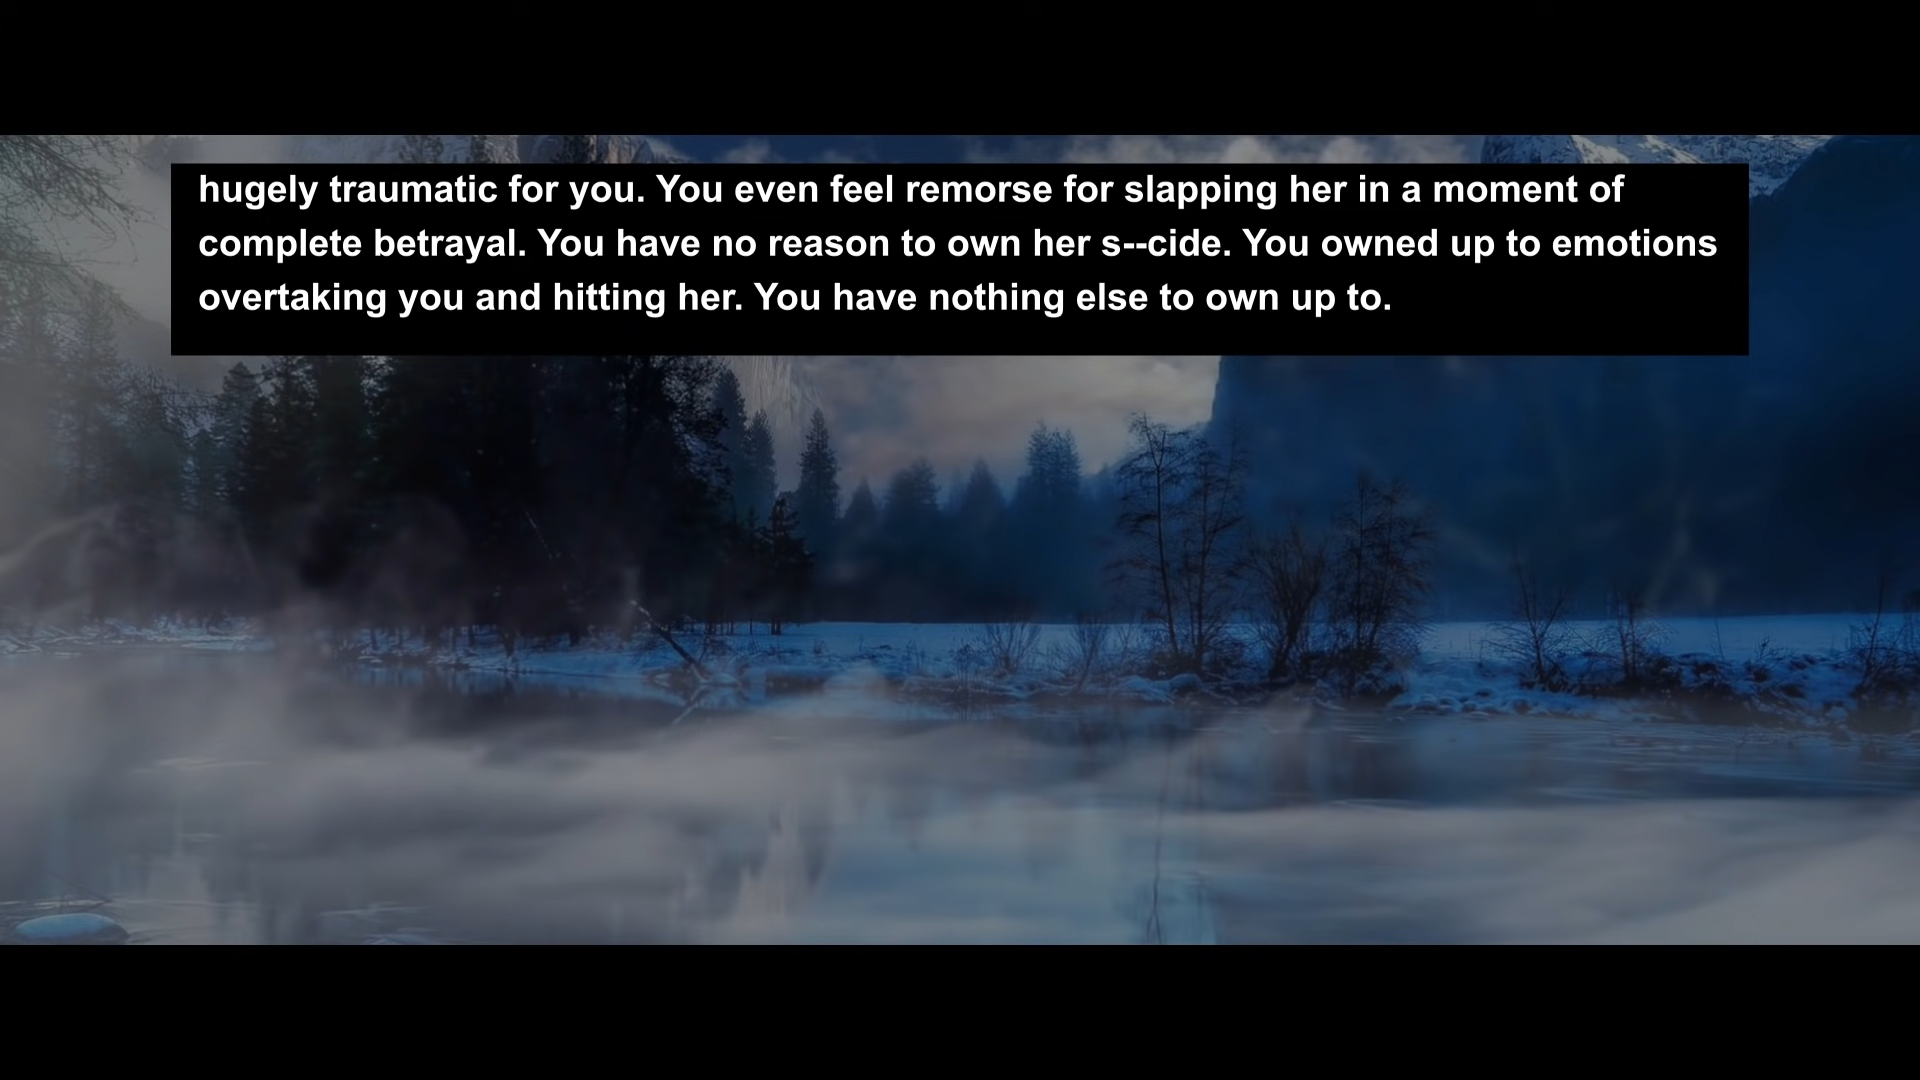 hugely traumatic for you. You even feel remorse for slapping her in a moment of
complete betrayal. You have no reason to own her s--cide. You owned up to emotions
overtaking you and hitting her. You have nothing else to own up to.